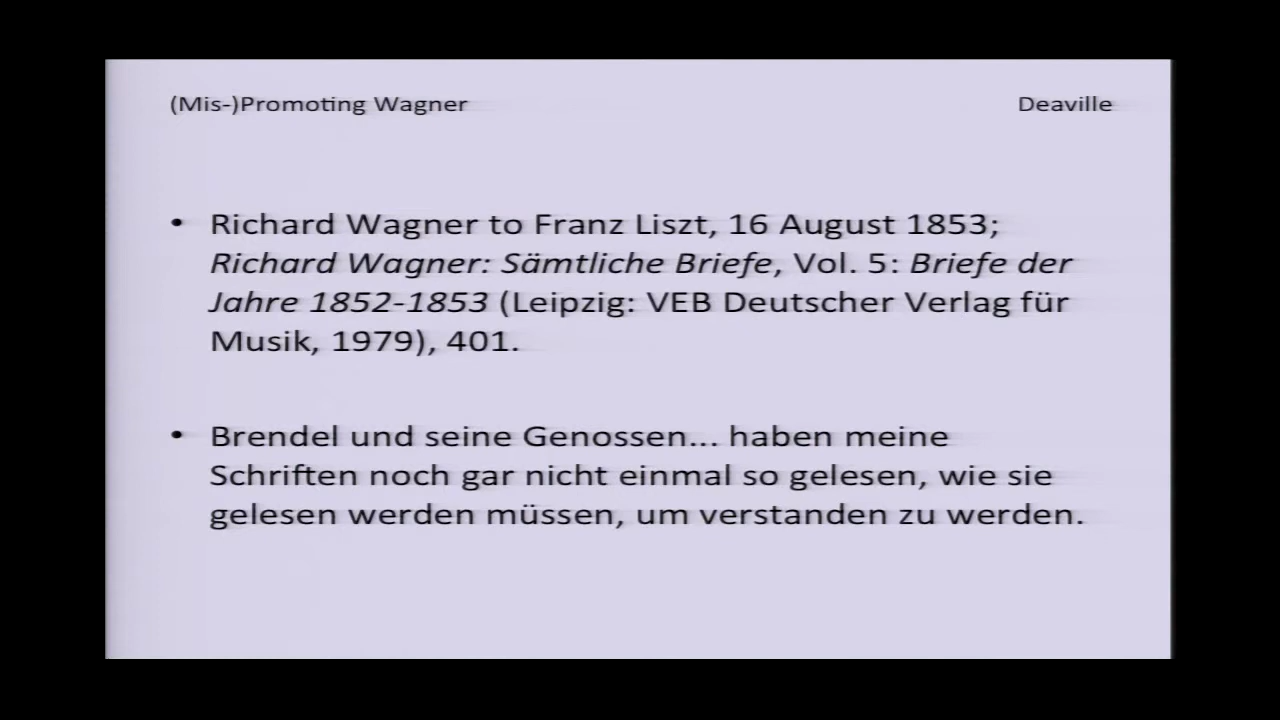 (Mis-)Promoting Wagner Deaville
• Richard Wagner to Franz Liszt, 16 August 1853;
Richard Wagner: Sämtliche Briefe, Vol. 5: Briefe der
Jahre 1852-1853 (Leipzig: VEB Deutscher Verlag für
Musik, 1979), 401.
• Brendel und seine Genossen... haben meine
Schriften noch gar nicht einmal so gelesen, wie sie
gelesen werden müssen, um verstanden zu werden.